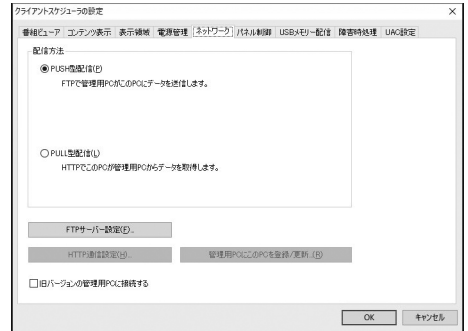 クライアントスケジューラの設定
番組ビューア コンテンツ表示 表示領域 電源管理 ネットワーク パネル制御 USBメモリー配信 障害時処理 UAC設定
配信方法
PUSH型配信(P)
FTPで管理用PCがこのPCにデータを送信します。
PULL型配信(L)
HTTPでこのPCが管理用PCからデータを取得します。
FTPサーバー設定(F)...
HTTP通信設定(H)...
管理用PCにこのPCを登録/更新...(R)
旧バージョンの管理用PCに接続する
OK キャンセル